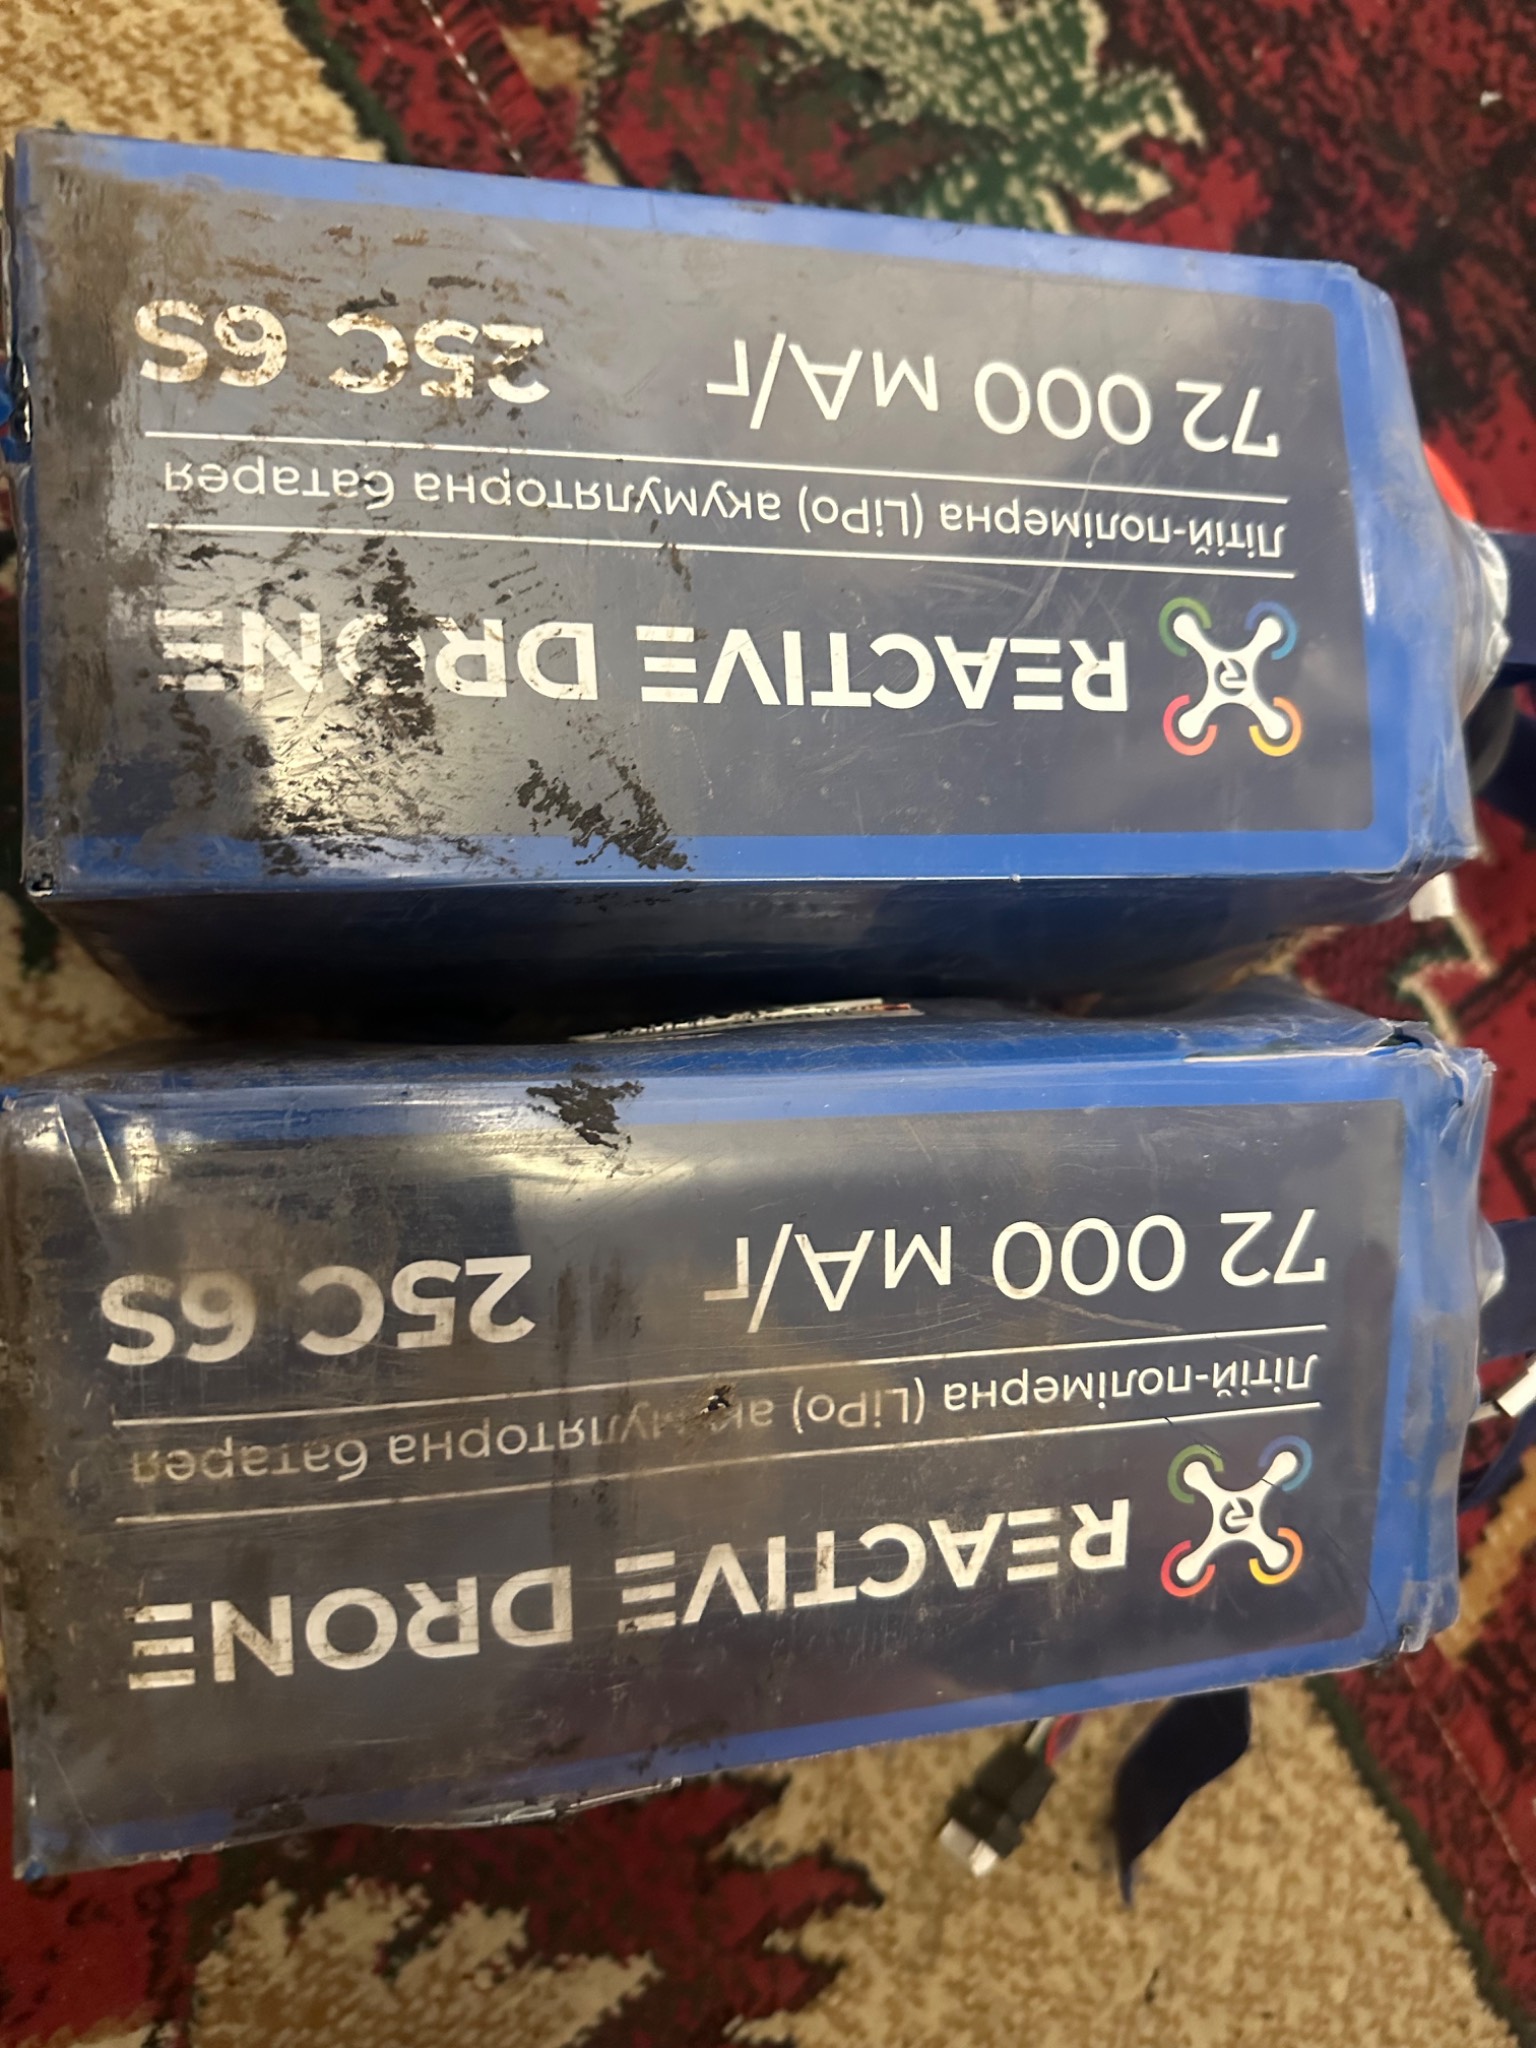 REACTIVE DRONE
Літій-полімерна (LiPo) акумуляторна батарея
72 000 мА/г 25C 6S
REACTIVE DRONE
Літій-полімерна (LiPo) акумуляторна батарея
72 000 мА/г 25C 6S